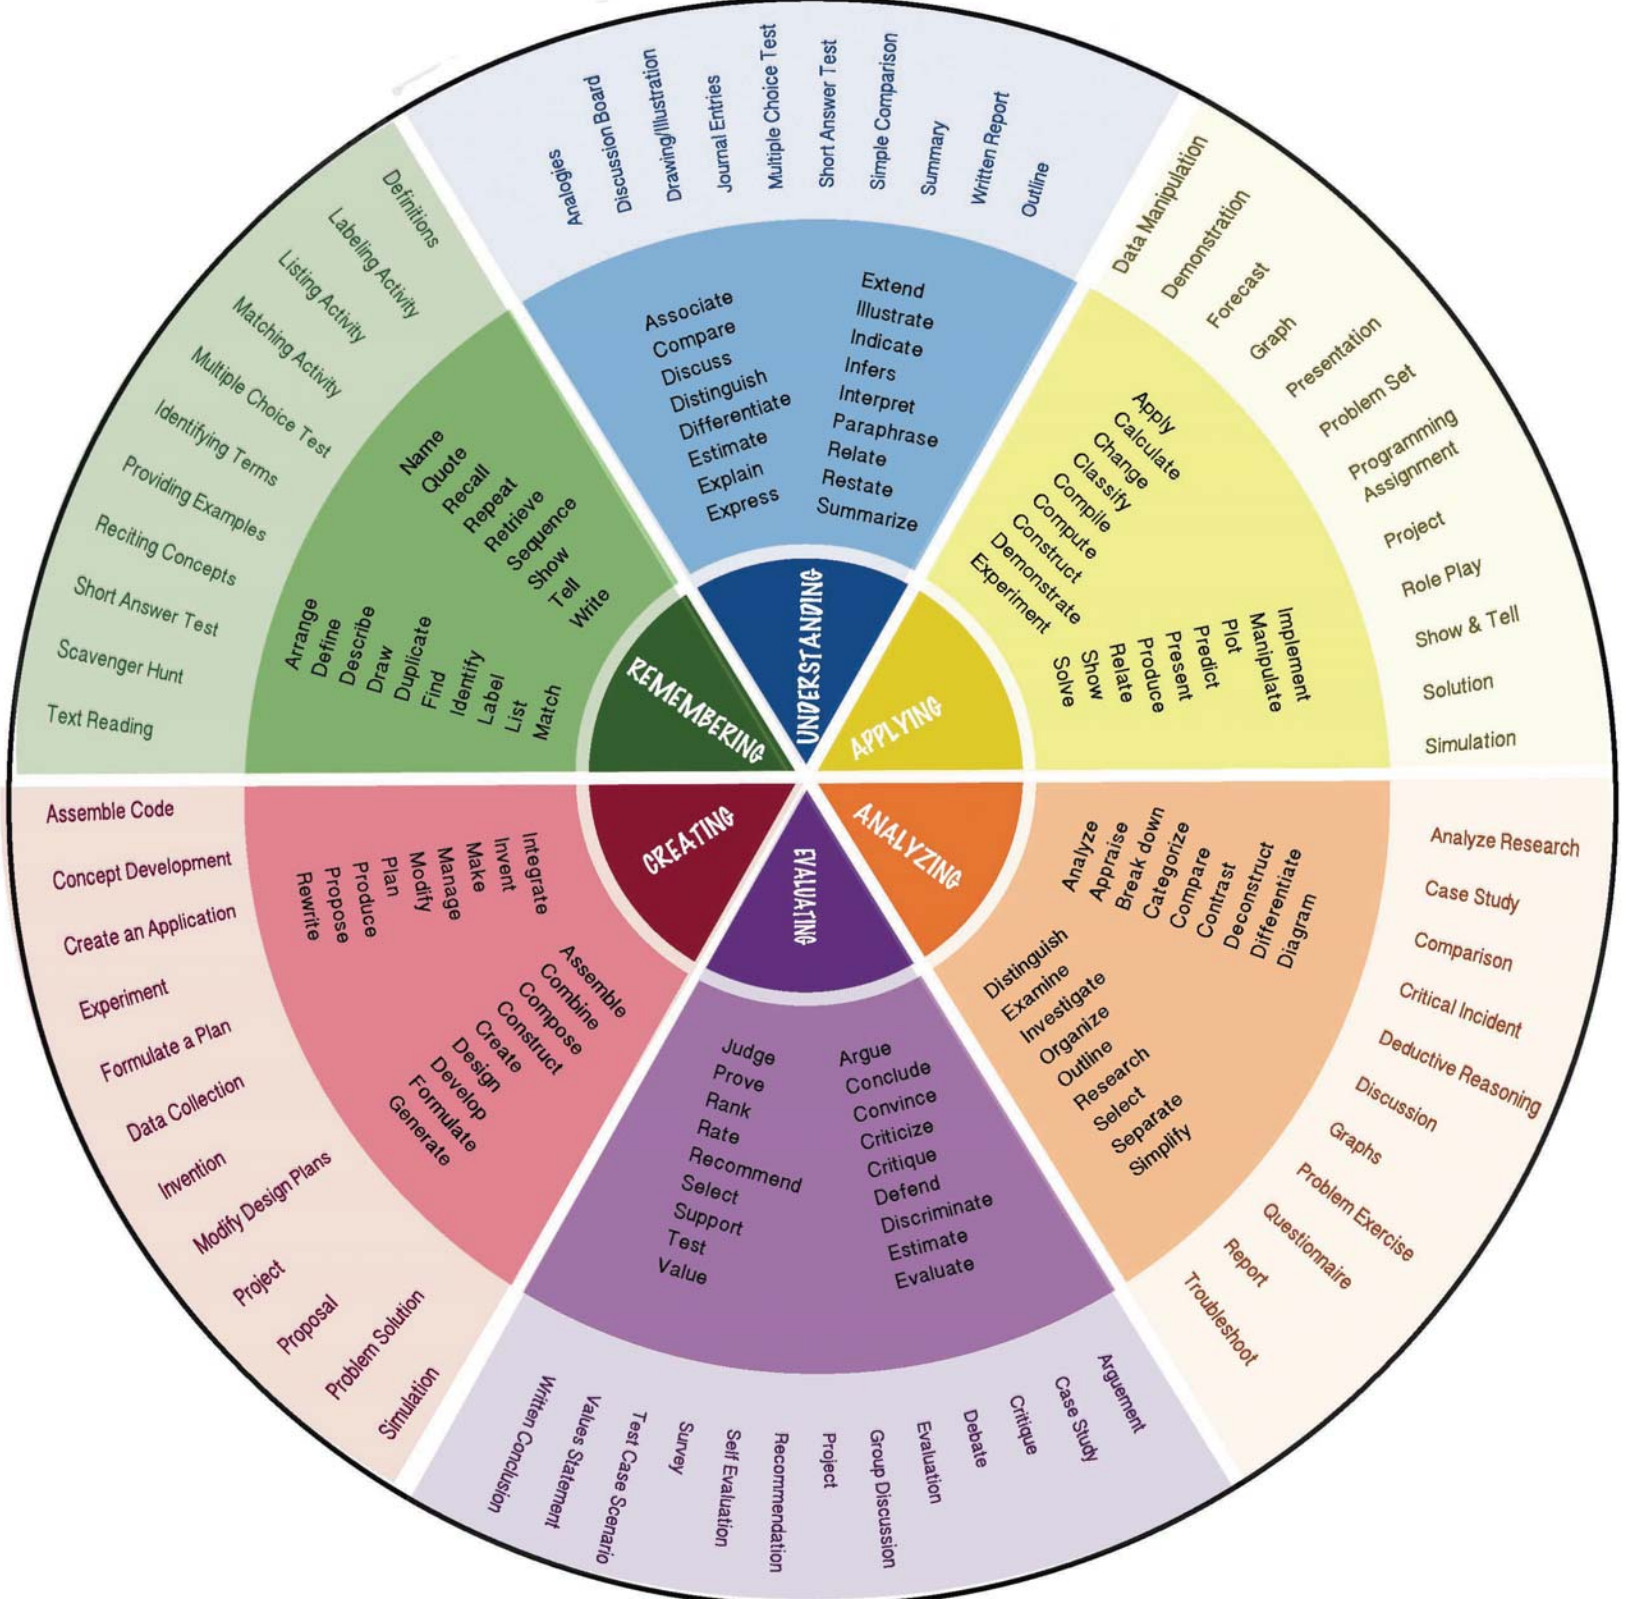 REMEMBERING
Name
Quote
Recall
Repeat
Retrieve
Sequence
Show
Tell
Write
Arrange
Define
Describe
Draw
Duplicate
Find
Identify
Label
List
Match
Definitions
Labeling Activity
Listing Activity
Matching Activity
Multiple Choice Test
Identifying Terms
Providing Examples
Reciting Concepts
Short Answer Test
Scavenger Hunt
Text Reading
UNDERSTANDING
Associate
Compare
Discuss
Distinguish
Differentiate
Estimate
Explain
Express
Extend
Illustrate
Indicate
Infers
Interpret
Paraphrase
Relate
Restate
Summarize
Analogies
Discussion Board
Drawing/Illustration
Journal Entries
Multiple Choice Test
Short Answer Test
Simple Comparison
Summary
Written Report
Outline
APPLYING
Apply
Calculate
Change
Classify
Compile
Compute
Construct
Demonstrate
Experiment
Implement
Manipulate
Plot
Predict
Present
Produce
Relate
Show
Solve
Data Manipulation
Demonstration
Forecast
Graph
Presentation
Problem Set
Programming
Assignment
Project
Role Play
Show & Tell
Solution
Simulation
ANALYZING
Analyze
Appraise
Break down
Categorize
Compare
Contrast
Deconstruct
Differentiate
Diagram
Distinguish
Examine
Investigate
Organize
Outline
Research
Select
Separate
Simplify
Analyze Research
Case Study
Comparison
Critical Incident
Deductive Reasoning
Discussion
Graphs
Problem Exercise
Questionnaire
Report
Troubleshoot
EVALUATING
Judge
Prove
Rank
Rate
Recommend
Select
Support
Test
Value
Argue
Conclude
Convince
Criticize
Critique
Defend
Discriminate
Estimate
Evaluate
Arguement
Case Study
Critique
Debate
Evaluation
Group Discussion
Project
Recommendation
Self Evaluation
Survey
Test Case Scenario
Values Statement
Written Conclusion
CREATING
Assemble
Combine
Compose
Construct
Create
Design
Develop
Formulate
Generate
Integrate
Invent
Make
Manage
Modify
Plan
Produce
Propose
Rewrite
Assemble Code
Concept Development
Create an Application
Experiment
Formulate a Plan
Data Collection
Invention
Modify Design Plans
Project
Proposal
Problem Solution
Simulation